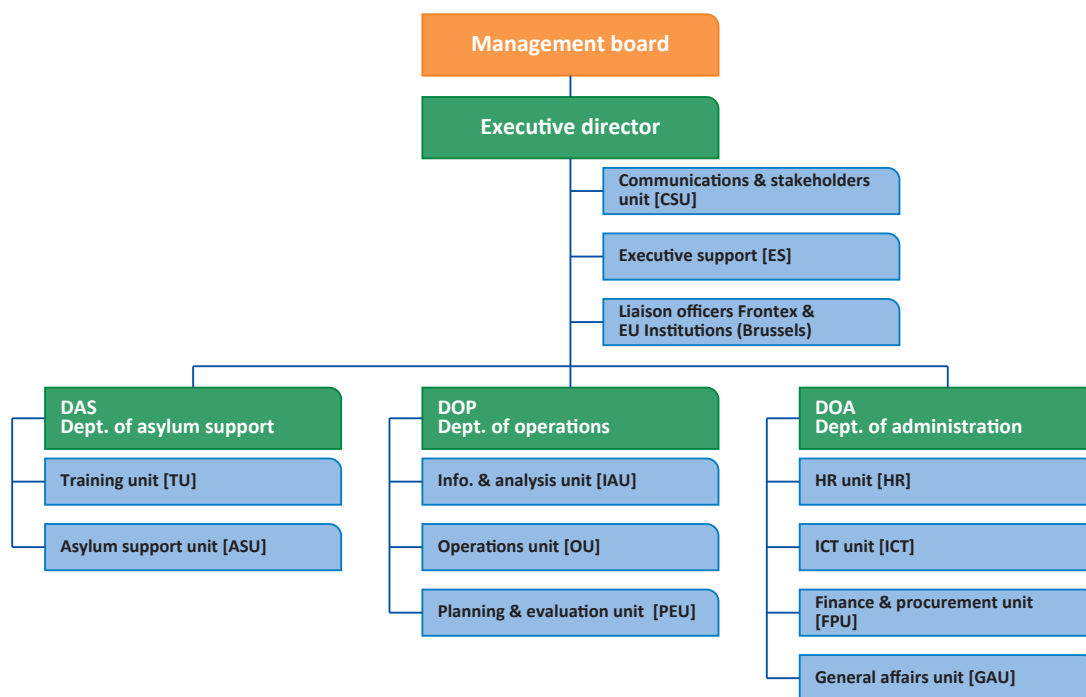 Management board
Executive director
Communications & stakeholders
unit [CSU]
Executive support [ES]
Liaison officers Frontex &
EU Institutions (Brussels)
DAS
Dept. of asylum support
Training unit [TU]
Asylum support unit [ASU]
DOP
Dept. of operations
Info. & analysis unit [IAU]
Operations unit [OU]
Planning & evaluation unit [PEU]
DOA
Dept. of administration
HR unit [HR]
ICT unit [ICT]
Finance & procurement unit
[FPU]
General affairs unit [GAU]